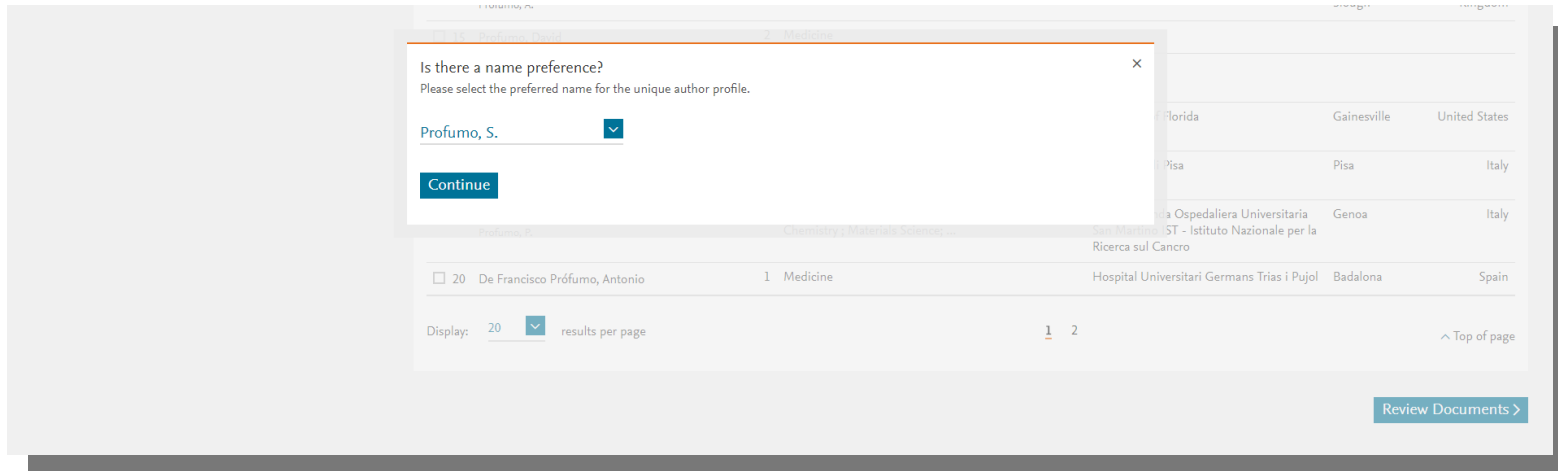 Profumo, A. Slough Kingdom
15 Profumo, David 2 Medicine
Is there a name preference?
×
Please select the preferred name for the unique author profile.
Florida Gainesville United States
Profumo, S.
Pisa Pisa Italy
Continue
Ospedaliera Universitaria Genoa Italy
Profumo, A. Chemistry ; Materials Science; ... San Martino IST - Istituto Nazionale per la
Ricerca sul Cancro
20 De Francisco Prófumo, Antonio 1 Medicine Hospital Universitari Germans Trias i Pujol Badalona Spain
Display: 20 results per page 1 2
Top of page
Review Documents